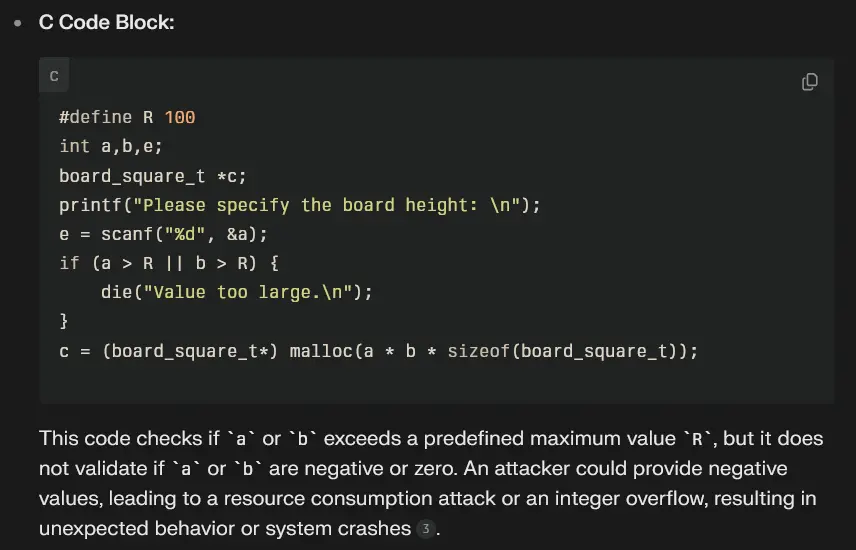 • C Code Block:
C
#define R 100
int a,b,e;
board_square_t *c;
printf("Please specify the board height: \n");
e = scanf("%d", &a);
if (a > R || b > R) {
    die("Value too large.\n");
}
c = (board_square_t*) malloc(a * b * sizeof(board_square_t));
This code checks if `a` or `b` exceeds a predefined maximum value `R`, but it does
not validate if `a` or `b` are negative or zero. An attacker could provide negative
values, leading to a resource consumption attack or an integer overflow, resulting in
unexpected behavior or system crashes 3.